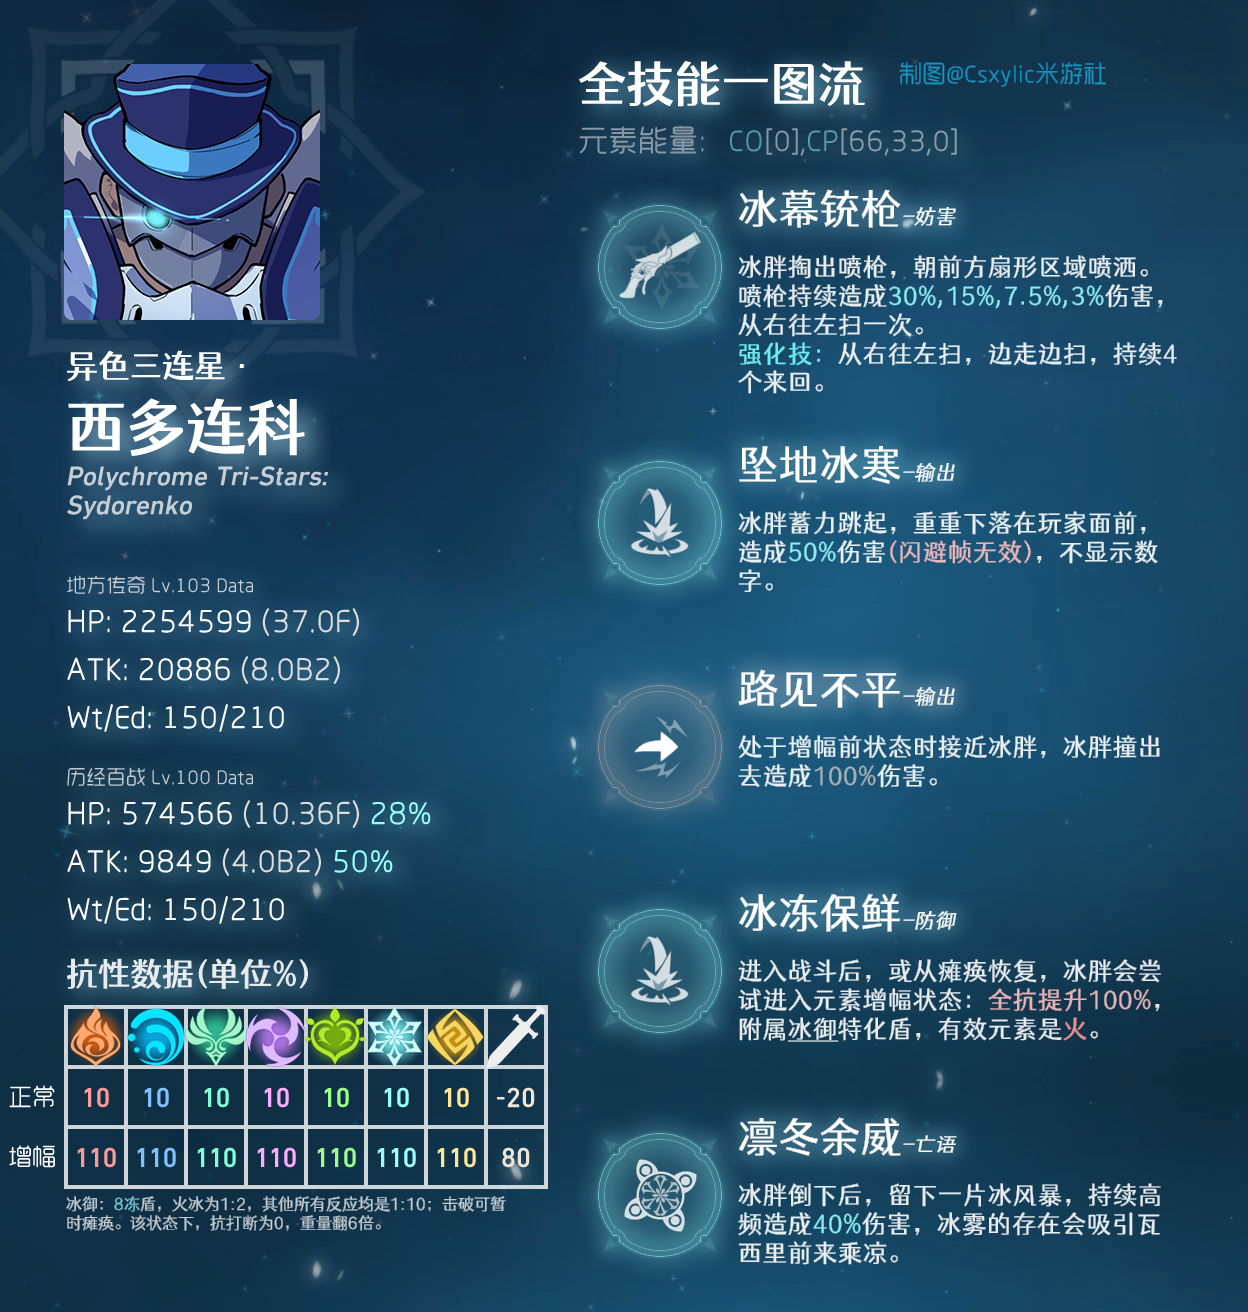 全技能一图流
制图@Csxylic米游社
元素能量：CO[0],CP[66,33,0]
异色三连星·
西多连科
Polychrome Tri-Stars:
Sydorenko
地方传奇 Lv.103 Data
HP: 2254599 (37.0F)
ATK: 20886 (8.0B2)
Wt/Ed: 150/210
历经百战 Lv.100 Data
HP: 574566 (10.36F) 28%
ATK: 9849 (4.0B2) 50%
Wt/Ed: 150/210
抗性数据(单位%)
正常 10 10 10 10 10 10 10 -20
增幅 110 110 110 110 110 110 110 80
冰御：8冻盾，火冰为1:2，其他所有反应均是1:10；击破可暂
时瘫痪。该状态下，抗打断为0，重量翻6倍。
冰幕铳枪–妨害
冰胖掏出喷枪，朝前方扇形区域喷洒。
喷枪持续造成30%,15%,7.5%,3%伤害，
从右往左扫一次。
强化技：从右往左扫，边走边扫，持续4
个来回。
坠地冰寒–输出
冰胖蓄力跳起，重重下落在玩家面前，
造成50%伤害(闪避帧无效)，不显示数
字。
路见不平–输出
处于增幅前状态时接近冰胖，冰胖撞出
去造成100%伤害。
冰冻保鲜–防御
进入战斗后，或从瘫痪恢复，冰胖会尝
试进入元素增幅状态：全抗提升100%，
附属冰御特化盾，有效元素是火。
凛冬余威–亡语
冰胖倒下后，留下一片冰风暴，持续高
频造成40%伤害，冰雾的存在会吸引瓦
西里前来乘凉。